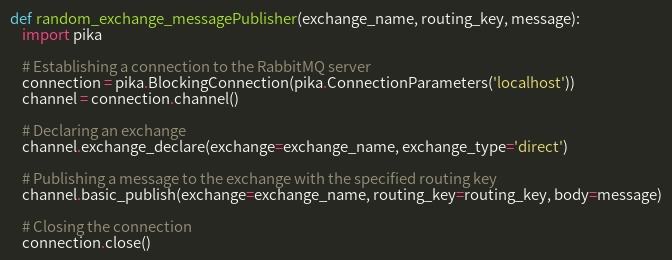 def random_exchange_messagePublisher(exchange_name, routing_key, message):
import pika
# Establishing a connection to the RabbitMQ server
connection = pika.BlockingConnection(pika.ConnectionParameters('localhost'))
channel = connection.channel()
# Declaring an exchange
channel.exchange_declare(exchange=exchange_name, exchange_type='direct')
# Publishing a message to the exchange with the specified routing key
channel.basic_publish(exchange=exchange_name, routing_key=routing_key, body=message)
# Closing the connection
connection.close()